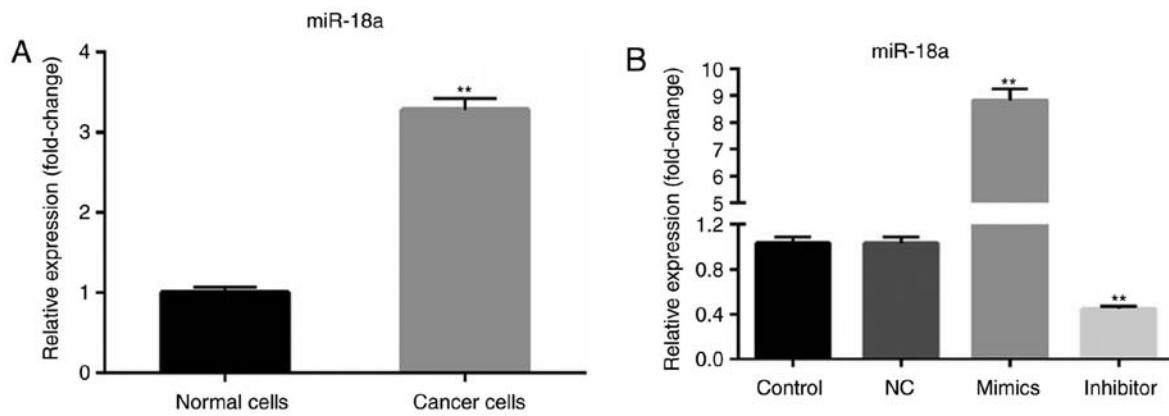 A
miR-18a
Relative expression (fold-change)
4
3
2
1
0
**
Normal cells
Cancer cells
B
miR-18a
Relative expression (fold-change)
10
9
8
7
6
5
1.2
0.8
0.4
0.0
**
**
Control
NC
Mimics
Inhibitor